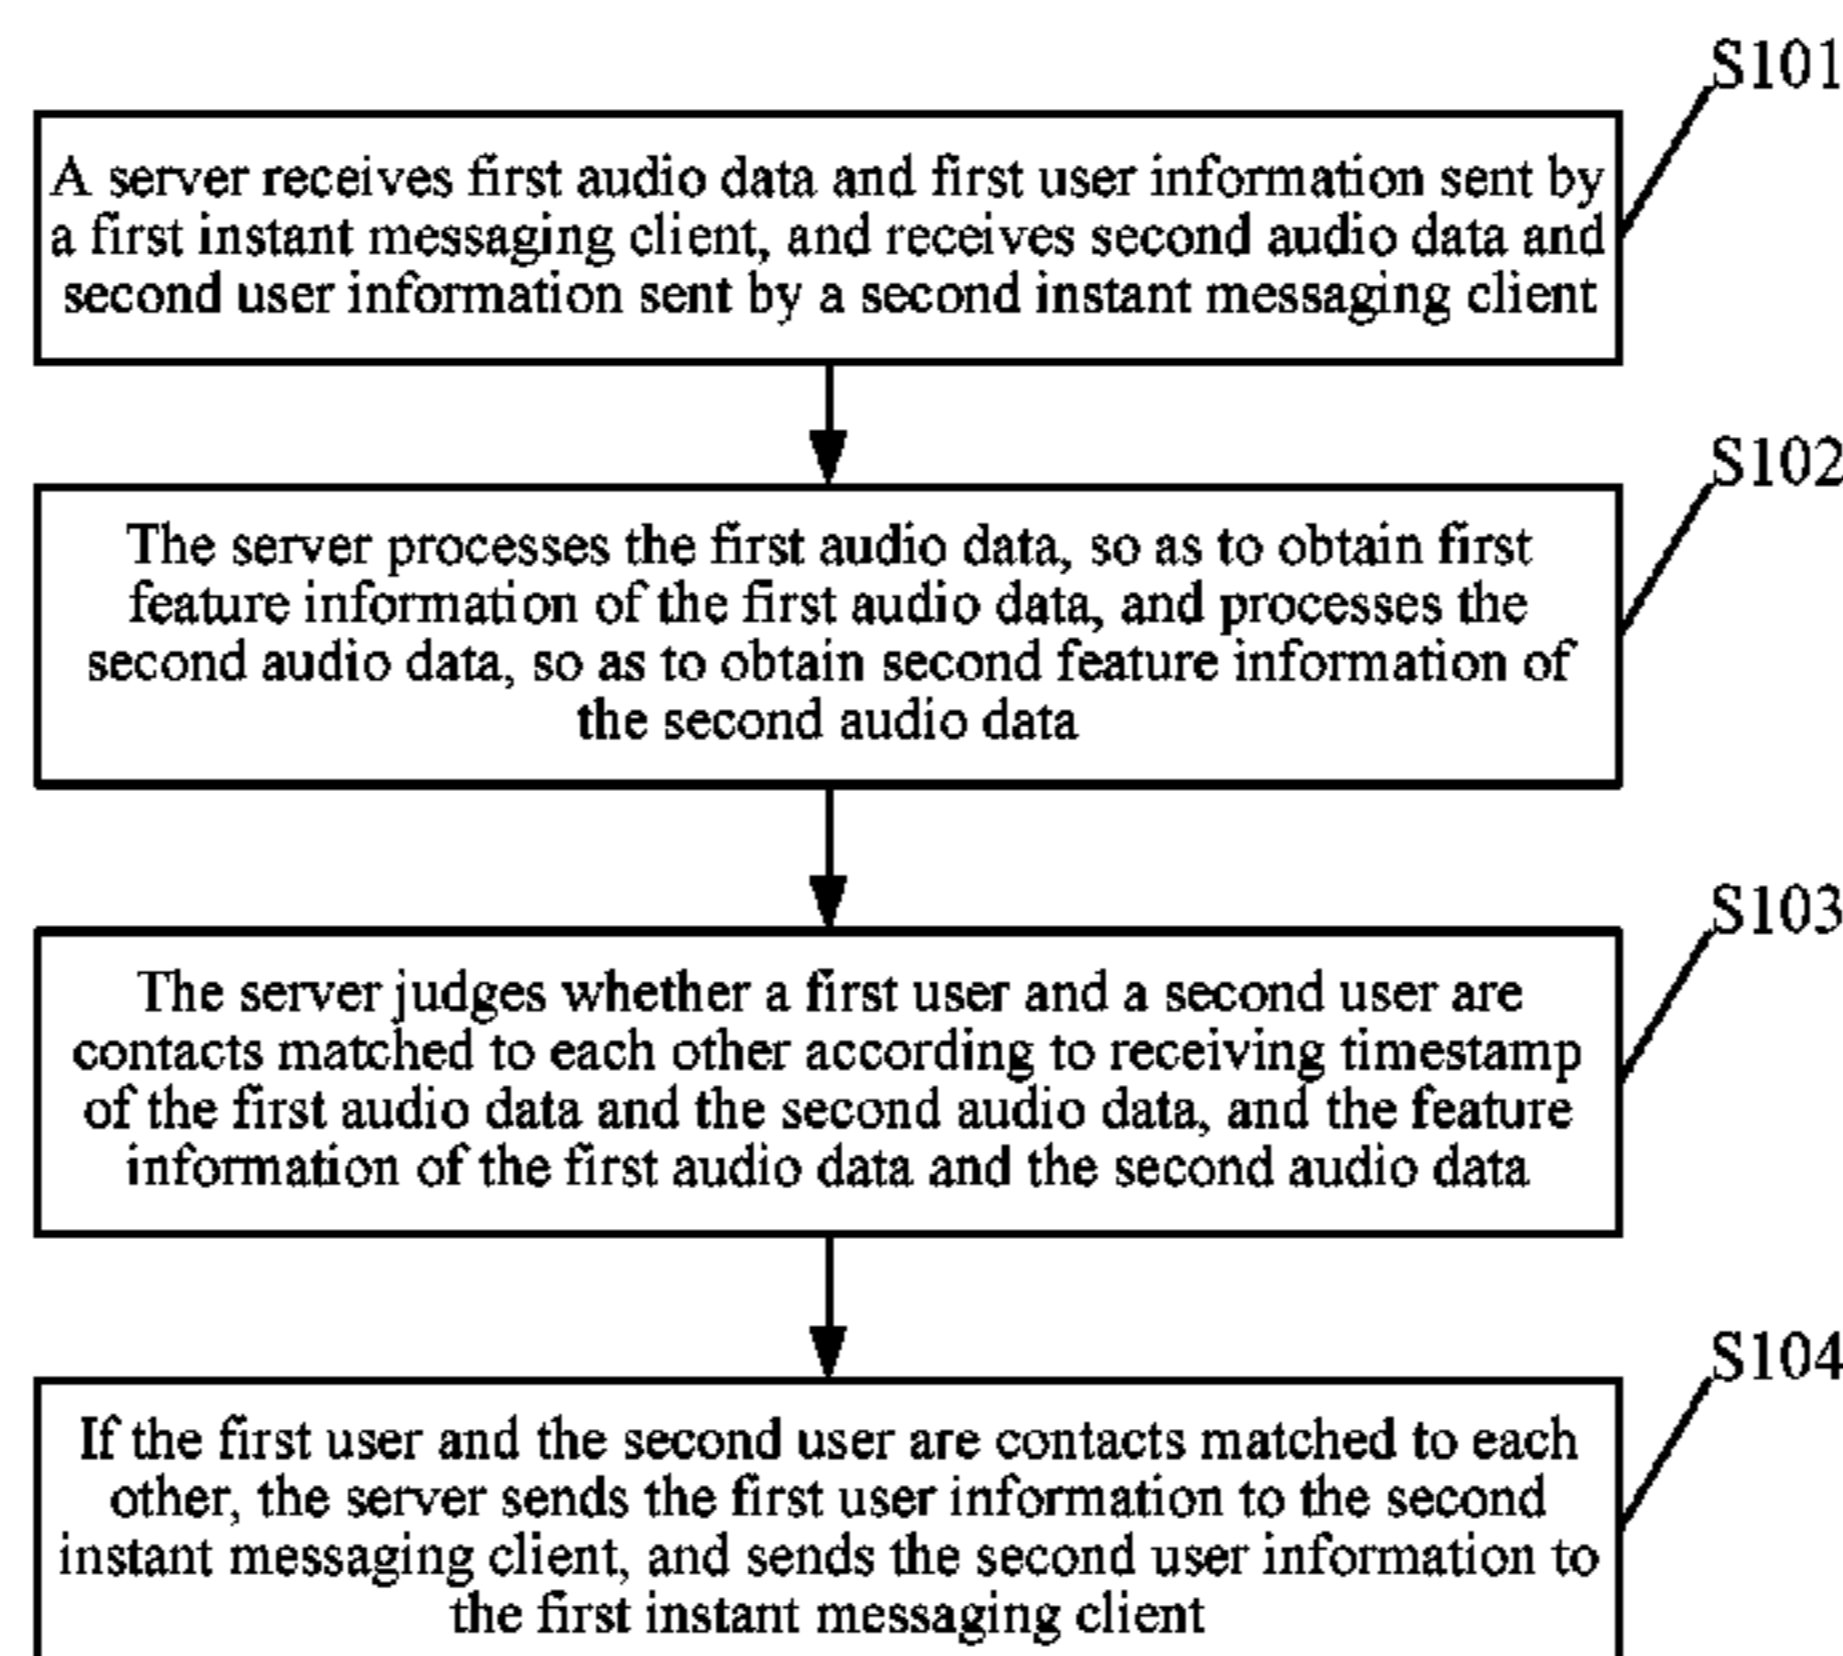 S101
A server receives first audio data and first user information sent by
a first instant messaging client, and receives second audio data and
second user information sent by a second instant messaging client
S102
The server processes the first audio data, so as to obtain first
feature information of the first audio data, and processes the
second audio data, so as to obtain second feature information of
the second audio data
S103
The server judges whether a first user and a second user are
contacts matched to each other according to receiving timestamp
of the first audio data and the second audio data, and the feature
information of the first audio data and the second audio data
S104
If the first user and the second user are contacts matched to each
other, the server sends the first user information to the second
instant messaging client, and sends the second user information to
the first instant messaging client